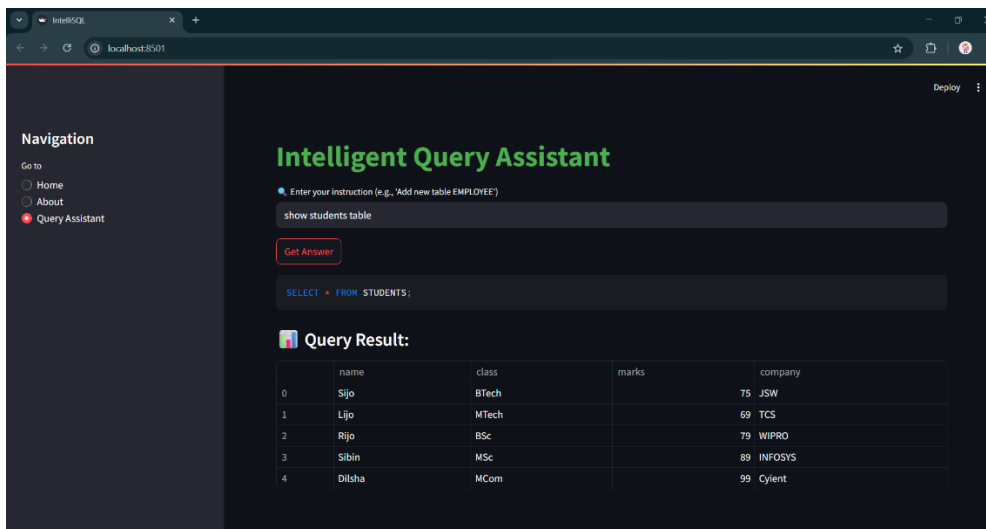 IntelliSQL
localhost:8501
Deploy
Navigation
Go to
Home
About
Query Assistant
Intelligent Query Assistant
Enter your instruction (e.g., 'Add new table EMPLOYEE')
show students table
Get Answer
SELECT * FROM STUDENTS;
Query Result:
name class marks company
0 Sijo BTech 75 JSW
1 Lijo MTech 69 TCS
2 Rijo BSc 79 WIPRO
3 Sibin MSc 89 INFOSYS
4 Dilsha MCom 99 Cyient